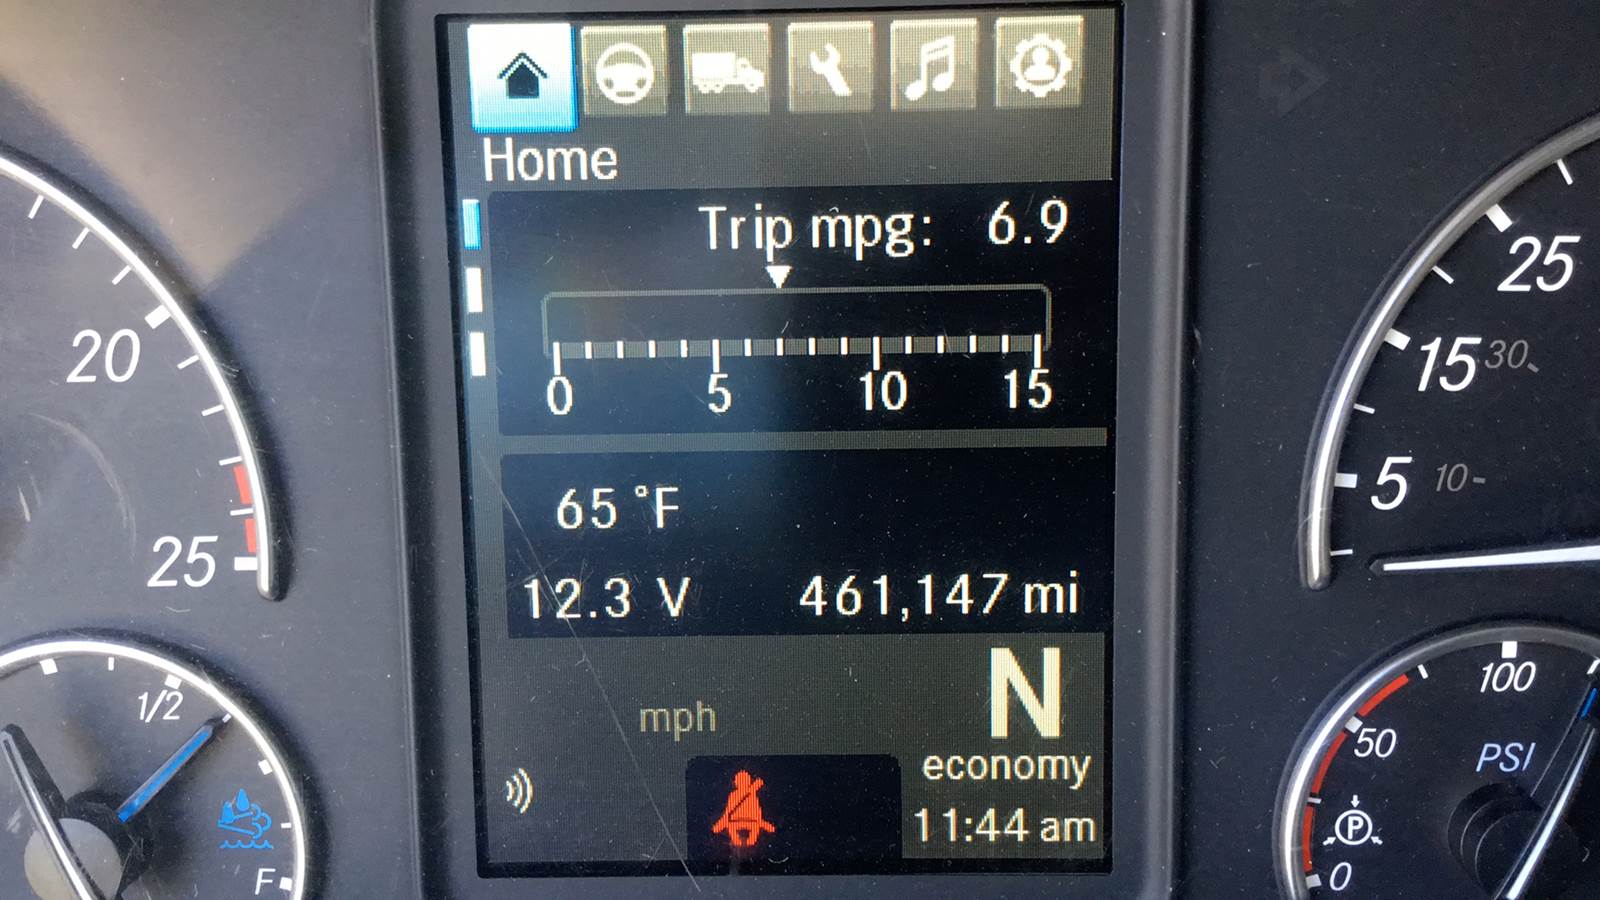 Home
Trip mpg: 6.9
0 5 10 15
65 °F
12.3 V 461,147 mi
mph
N
economy
11:44 am
20
25
1/2
F
25
15 30
5 10
100
50
PSI
P
0